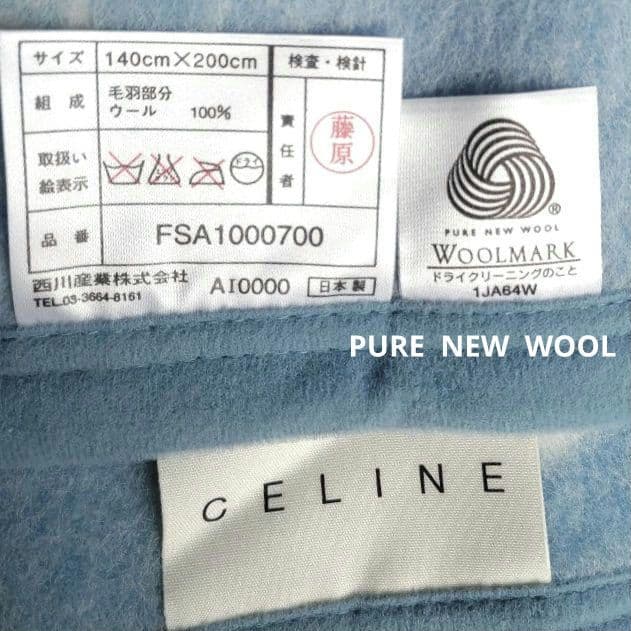 サイズ 140cm×200cm 検査・検針
組成 毛羽部分
ウール 100%
取扱い
絵表示
ドライ
責任者
藤原
品番 FSA1000700
西川産業株式会社 AI0000 日本製
TEL.03-3664-8161
®
PURE NEW WOOL
WOOLMARK
ドライクリーニングのこと
1JA64W
PURE NEW WOOL
CELINE